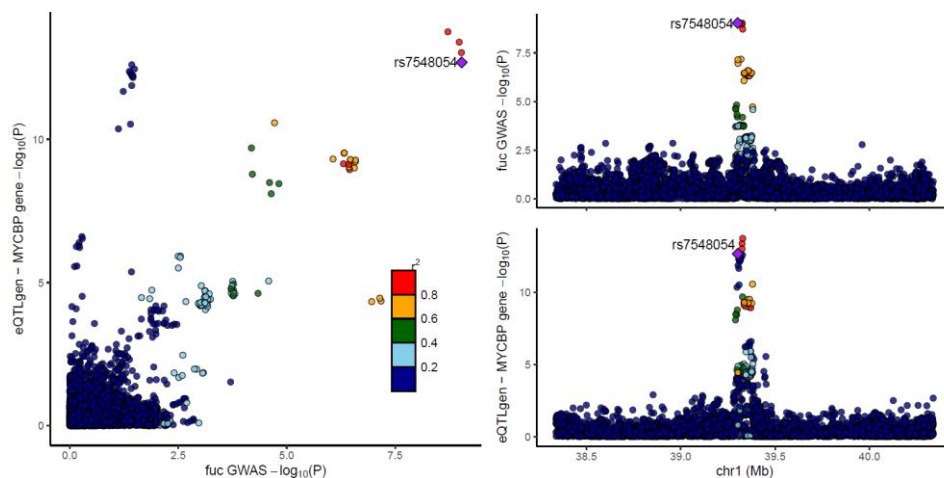 rs7548054
10
5
0
eQTLgen − MYCBP gene−log10(P)
r2
0.8
0.6
0.4
0.2
0.0
2.5
5.0
7.5
fuc GWAS −log10(P)
rs7548054
7.5
5.0
2.5
0.0
fuc GWAS −log10(P)
rs7548054
10
5
0
eQTLgen − MYCBP gene−log10(P)
38.5
39.0
39.5
40.0
chr1 (Mb)